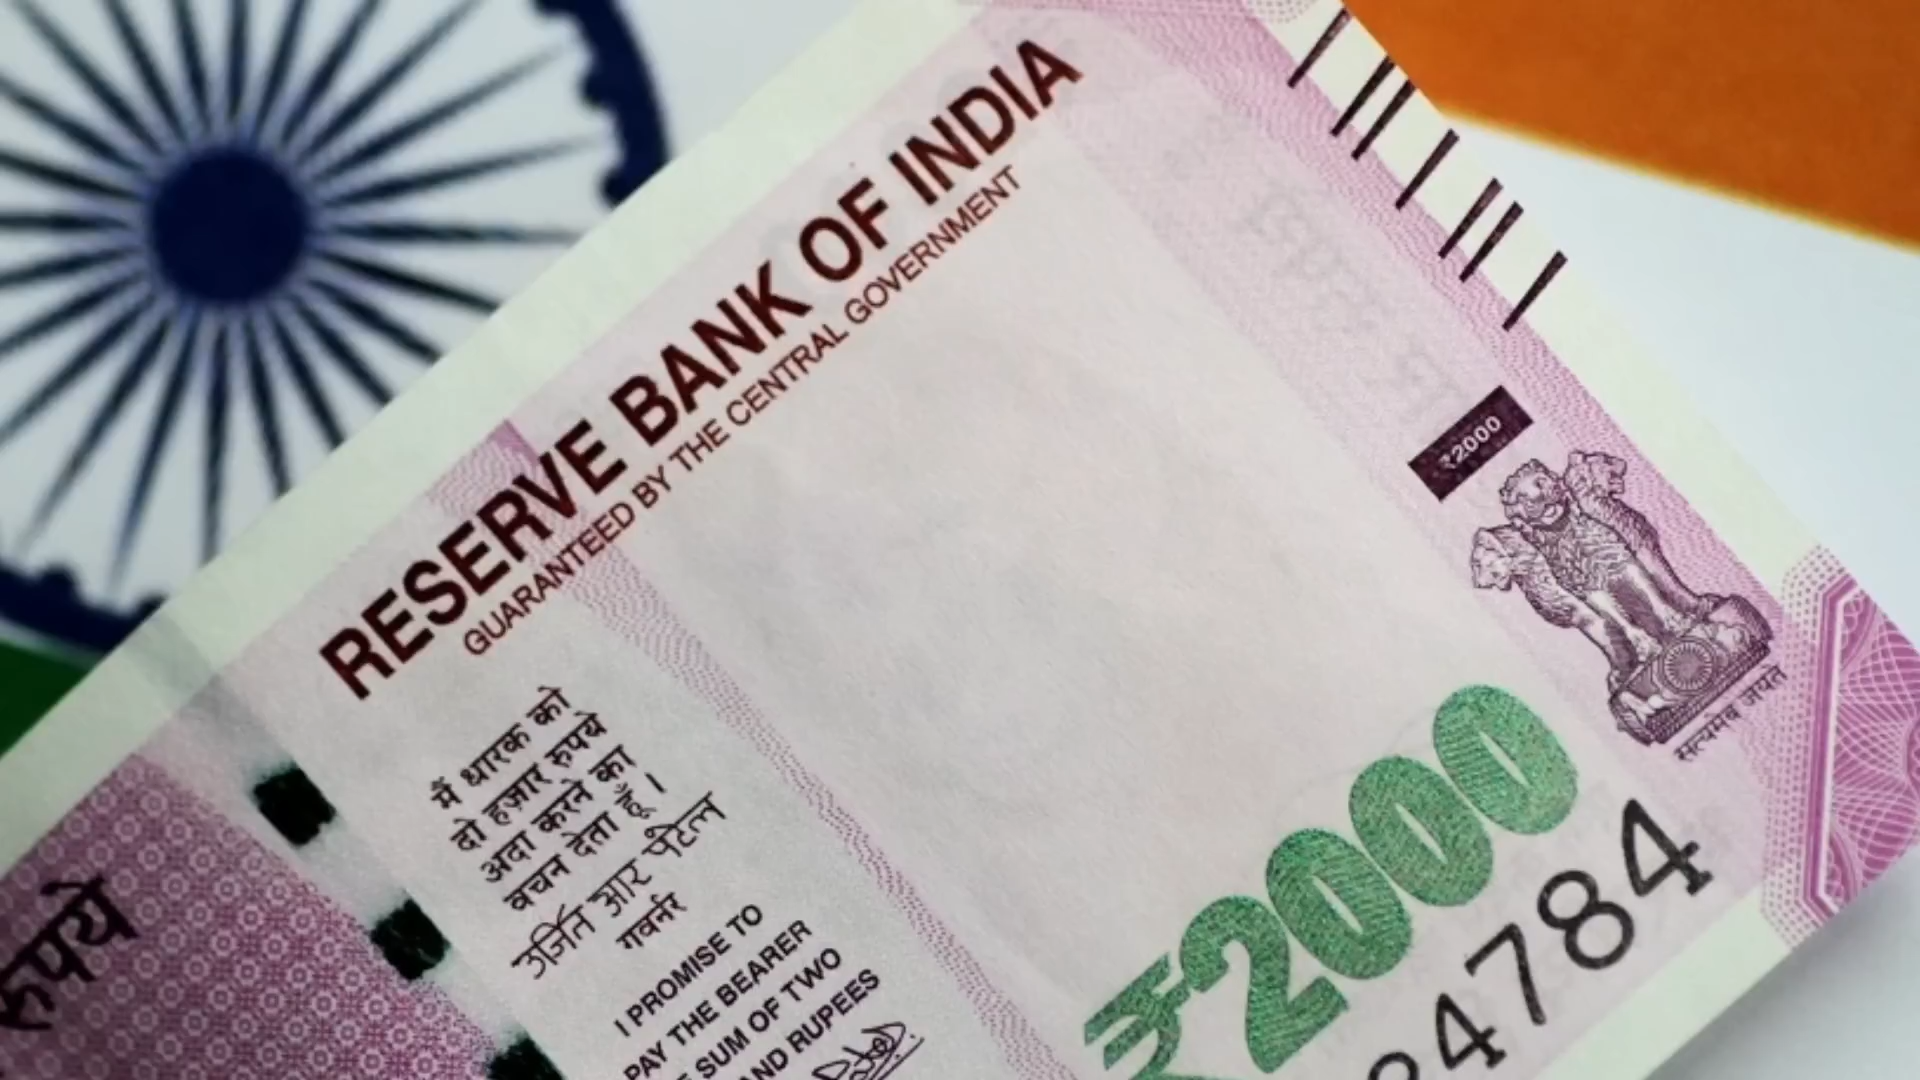 RESERVE BANK OF INDIA
GUARANTEED BY THE CENTRAL GOVERNMENT
मैं धारक को
दो हज़ार रुपये
अदा करने का
वचन देता हूँ ।
उर्जित आर पटेल
गवर्नर
I PROMISE TO
PAY THE BEARER
SUM OF TWO
AND RUPEES
रुपये
₹2000
सत्यमेव जयते
₹2000
4784